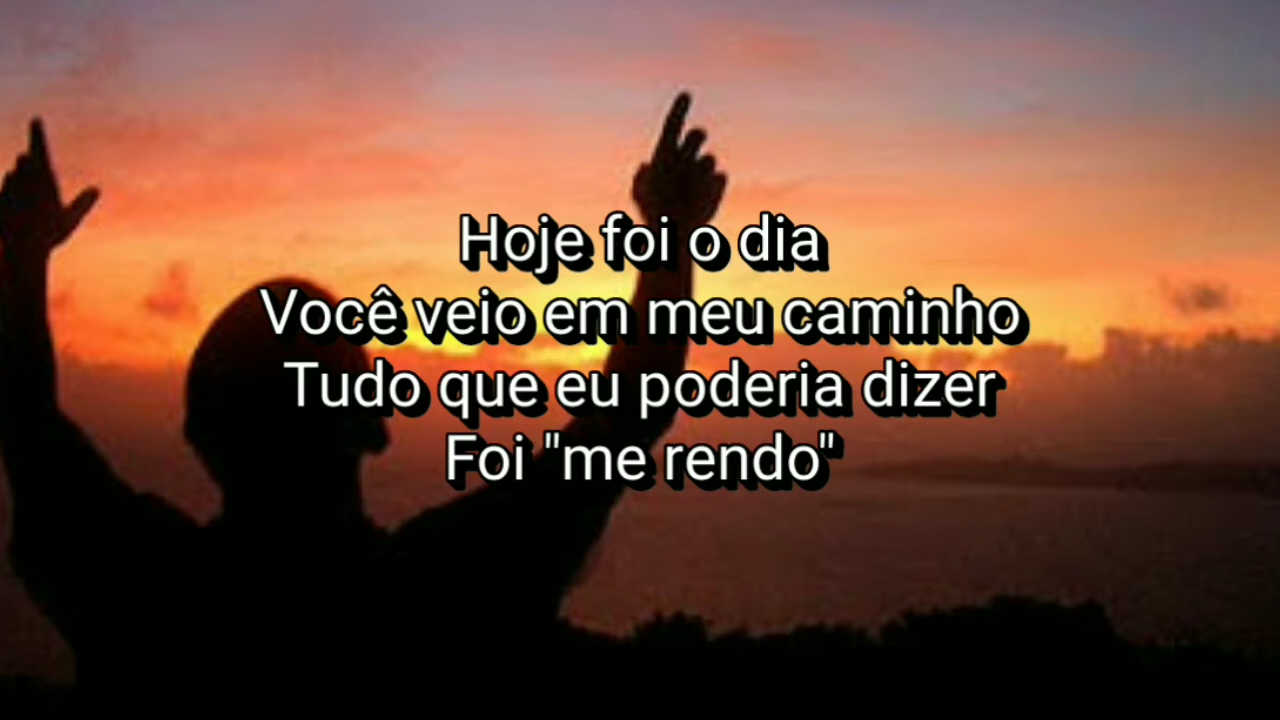 Hoje foi o dia
Você veio em meu caminho
Tudo que eu poderia dizer
Foi "me rendo"